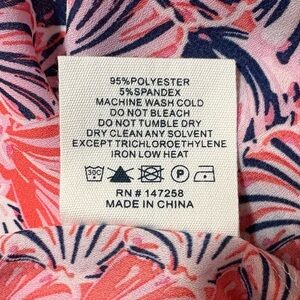 95%POLYESTER
5%SPANDEX
MACHINE WASH COLD
DO NOT BLEACH
DO NOT TUMBLE DRY
DRY CLEAN ANY SOLVENT
EXCEPT TRICHLOROETHYLENE
IRON LOW HEAT
30C P
RN # 147258
MADE IN CHINA